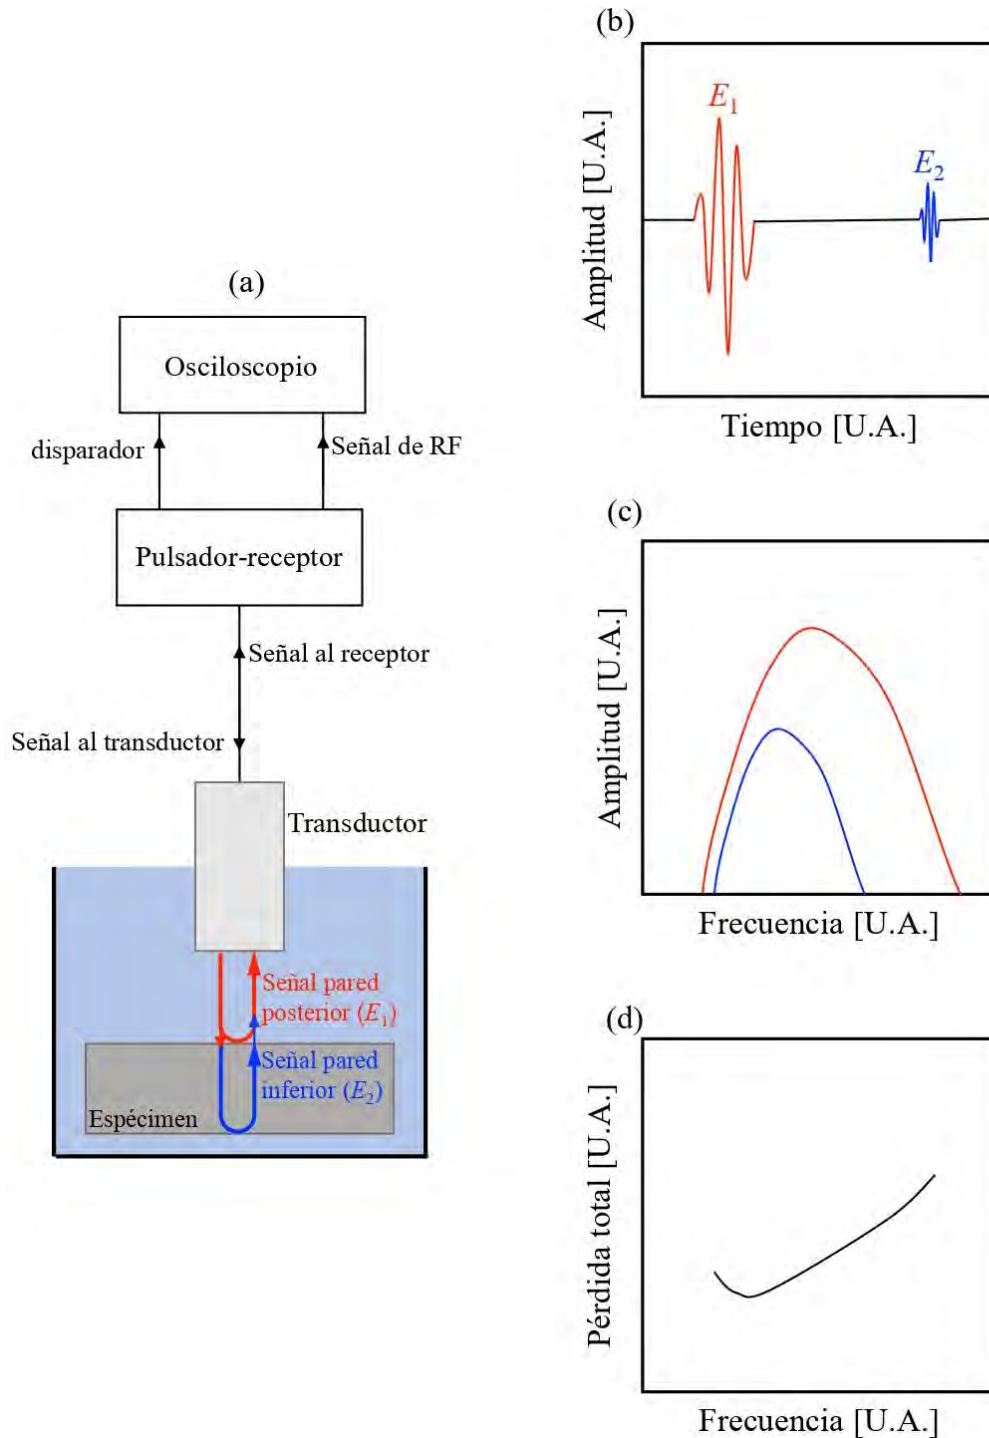 (a)
Osciloscopio
disparador
Señal de RF
Pulsador-receptor
Señal al receptor
Señal al transductor
Transductor
Señal pared
posterior (E1)
Señal pared
inferior (E2)
Espécimen
(b)
E1
E2
Amplitud [U.A.]
Tiempo [U.A.]
(c)
Amplitud [U.A.]
Frecuencia [U.A.]
(d)
Pérdida total [U.A.]
Frecuencia [U.A.]